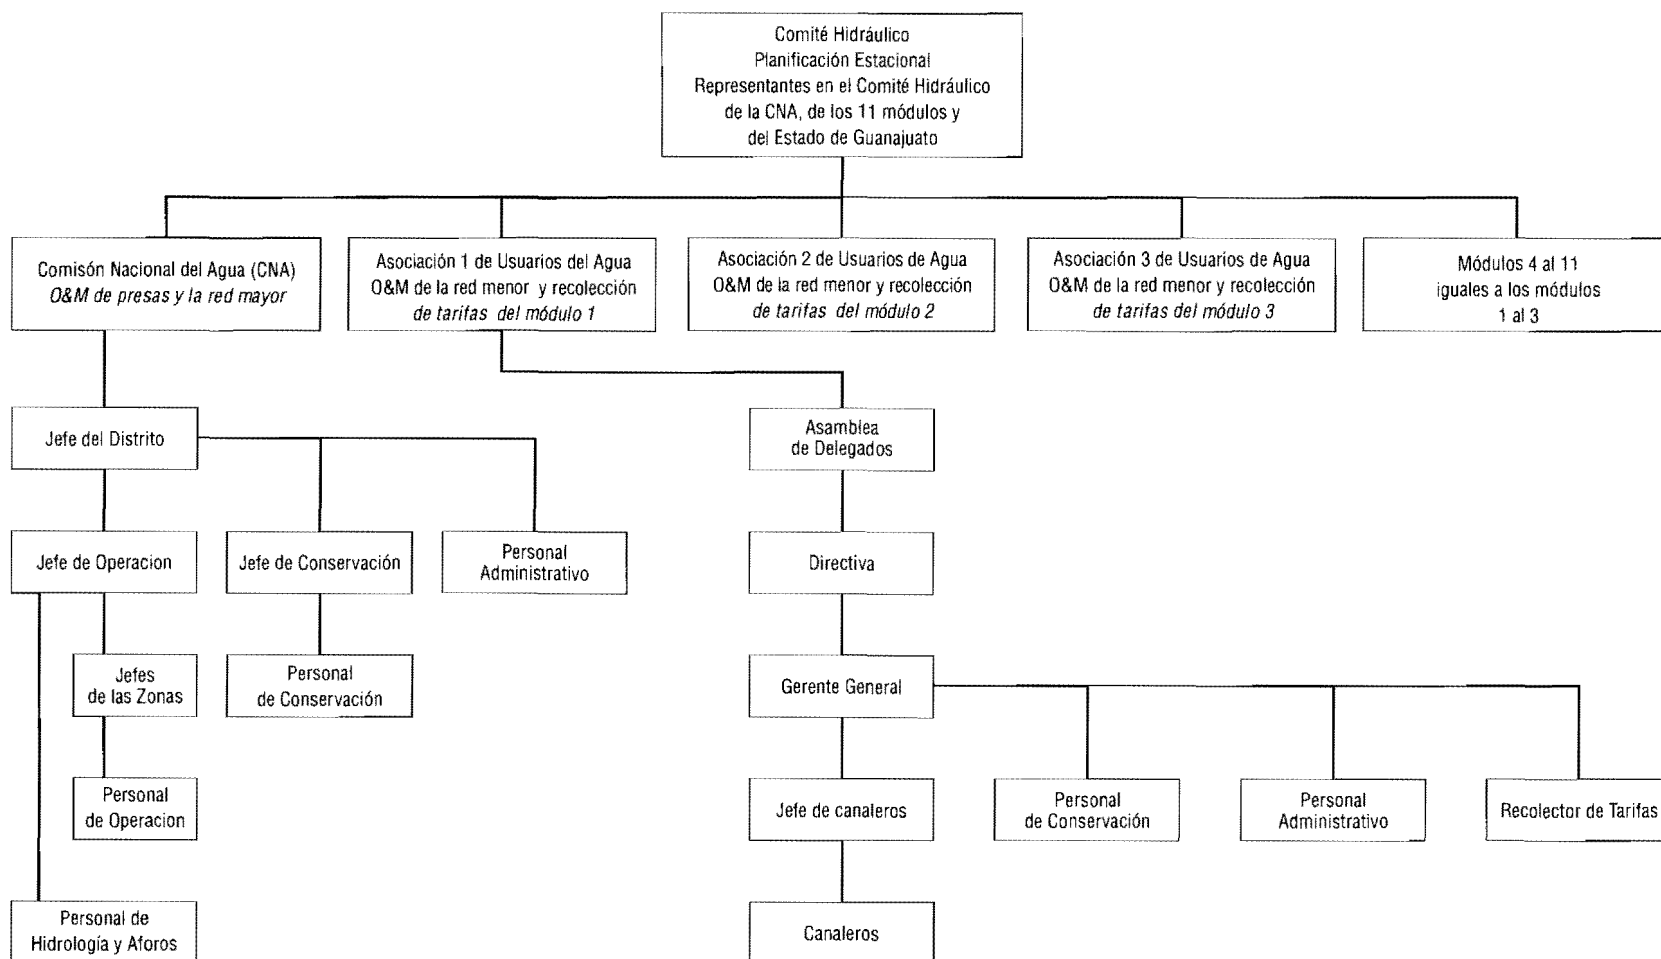 Comité Hidráulico
Planificación Estacional
Representantes en el Comité Hidráulico
de la CNA, de los 11 módulos y
del Estado de Guanajuato
Comisón Nacional del Agua (CNA)
O&M de presas y la red mayor
Asociación 1 de Usuarios del Agua
O&M de la red menor y recolección
de tarifas del módulo 1
Asociación 2 de Usuarios de Agua
O&M de la red menor y recolección
de tarifas del módulo 2
Asociación 3 de Usuarios de Agua
O&M de la red menor y recolección
de tarifas del módulo 3
Módulos 4 al 11
iguales a los módulos
1 al 3
Jefe del Distrito
Asamblea
de Delegados
Jefe de Operacion
Jefe de Conservación
Personal
Administrativo
Directiva
Jefes
de las Zonas
Personal
de Conservación
Gerente General
Personal
de Operacion
Jefe de canaleros
Personal
de Conservación
Personal
Administrativo
Recolector de Tarifas
Personal de
Hidrología y Aforos
Canaleros